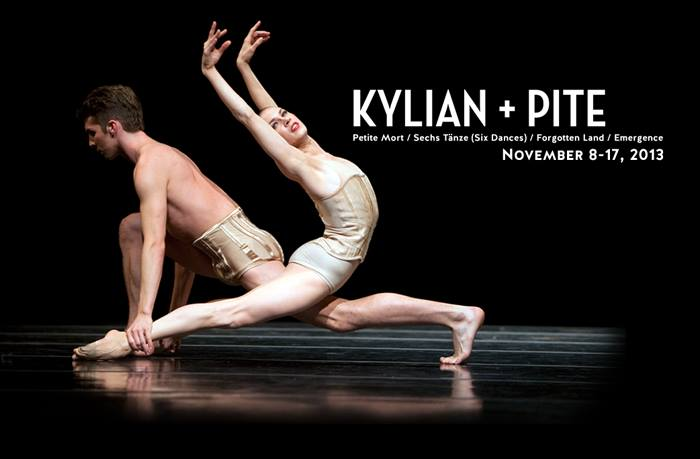 KYLIAN + PITE
Petite Mort / Sechs Tänze (Six Dances) / Forgotten Land / Emergence
NOVEMBER 8-17, 2013